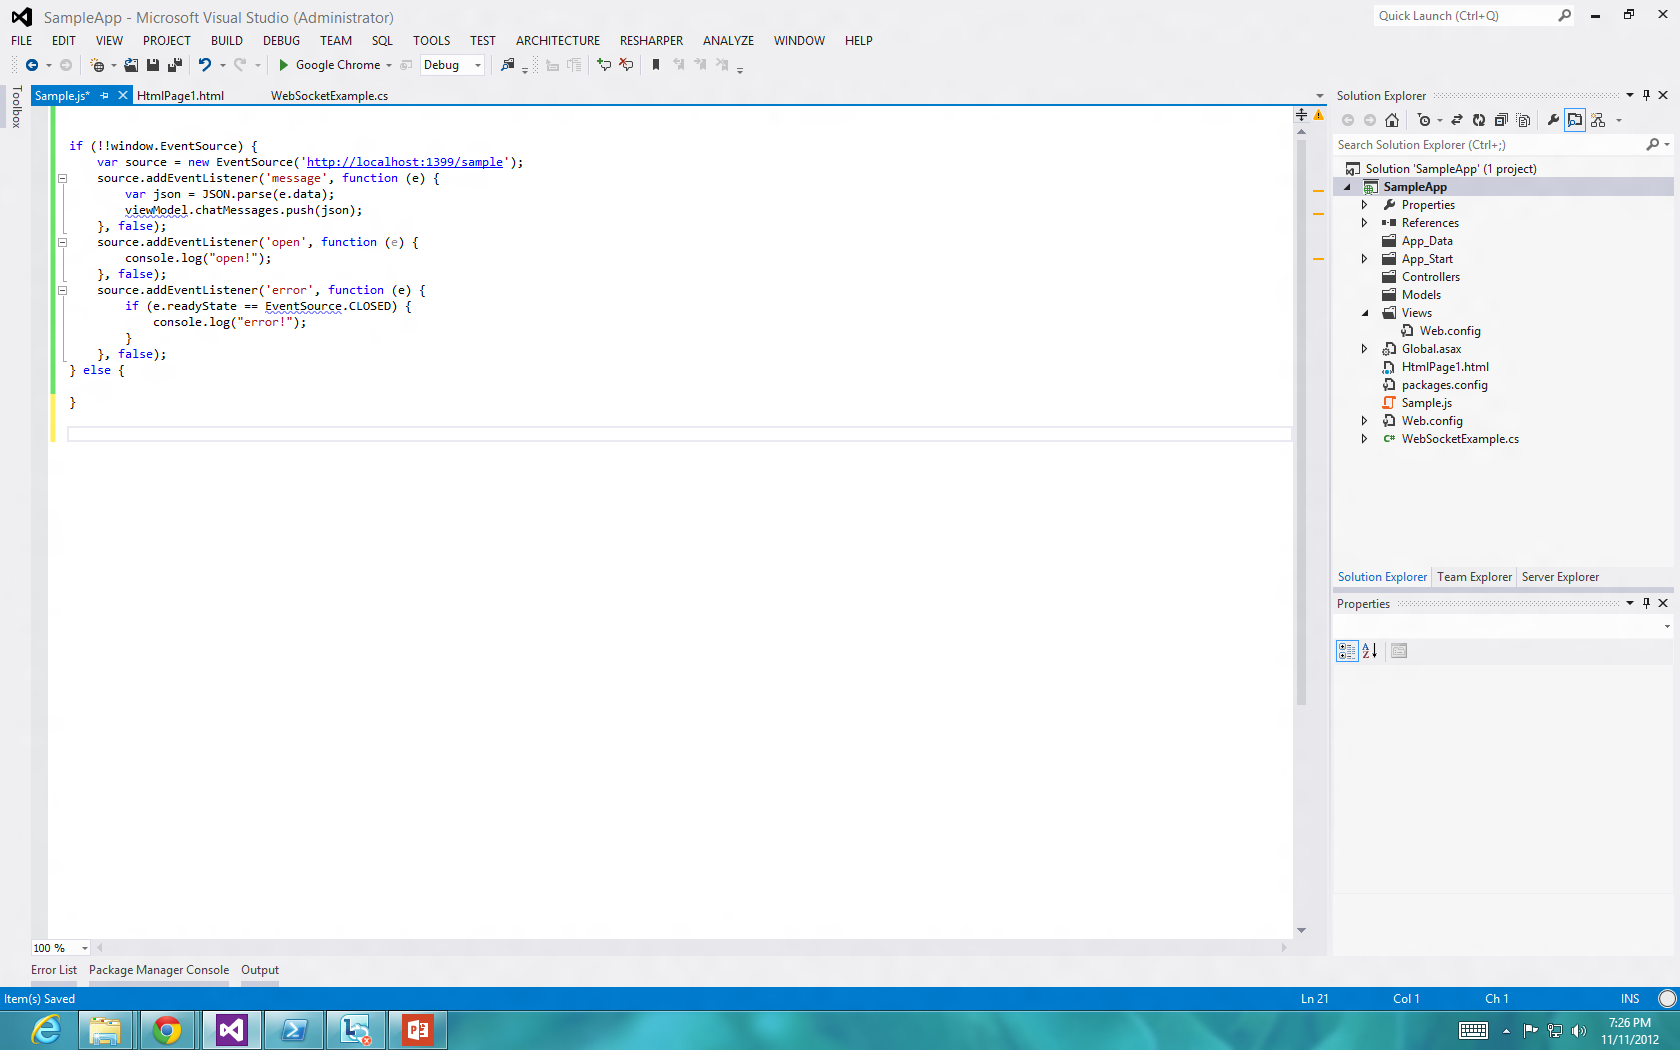 SampleApp - Microsoft Visual Studio (Administrator)
Quick Launch (Ctrl+Q)
FILE EDIT VIEW PROJECT BUILD DEBUG TEAM SQL TOOLS TEST ARCHITECTURE RESHARPER ANALYZE WINDOW HELP
Google Chrome Debug
Toolbox
Sample.js* HtmlPage1.html WebSocketExample.cs
if (!!window.EventSource) {
var source = new EventSource('http://localhost:1399/sample');
source.addEventListener('message', function (e) {
var json = JSON.parse(e.data);
viewModel.chatMessages.push(json);
}, false);
source.addEventListener('open', function (e) {
console.log("open!");
}, false);
source.addEventListener('error', function (e) {
if (e.readyState == EventSource.CLOSED) {
console.log("error!");
}
}, false);
} else {
}
100 %
Solution Explorer
Search Solution Explorer (Ctrl+;)
Solution 'SampleApp' (1 project)
SampleApp
Properties
References
App_Data
App_Start
Controllers
Models
Views
Web.config
Global.asax
HtmlPage1.html
packages.config
Sample.js
Web.config
C# WebSocketExample.cs
Solution Explorer Team Explorer Server Explorer
Properties
Error List Package Manager Console Output
Item(s) Saved Ln 21 Col 1 Ch 1 INS
7:26 PM
11/11/2012